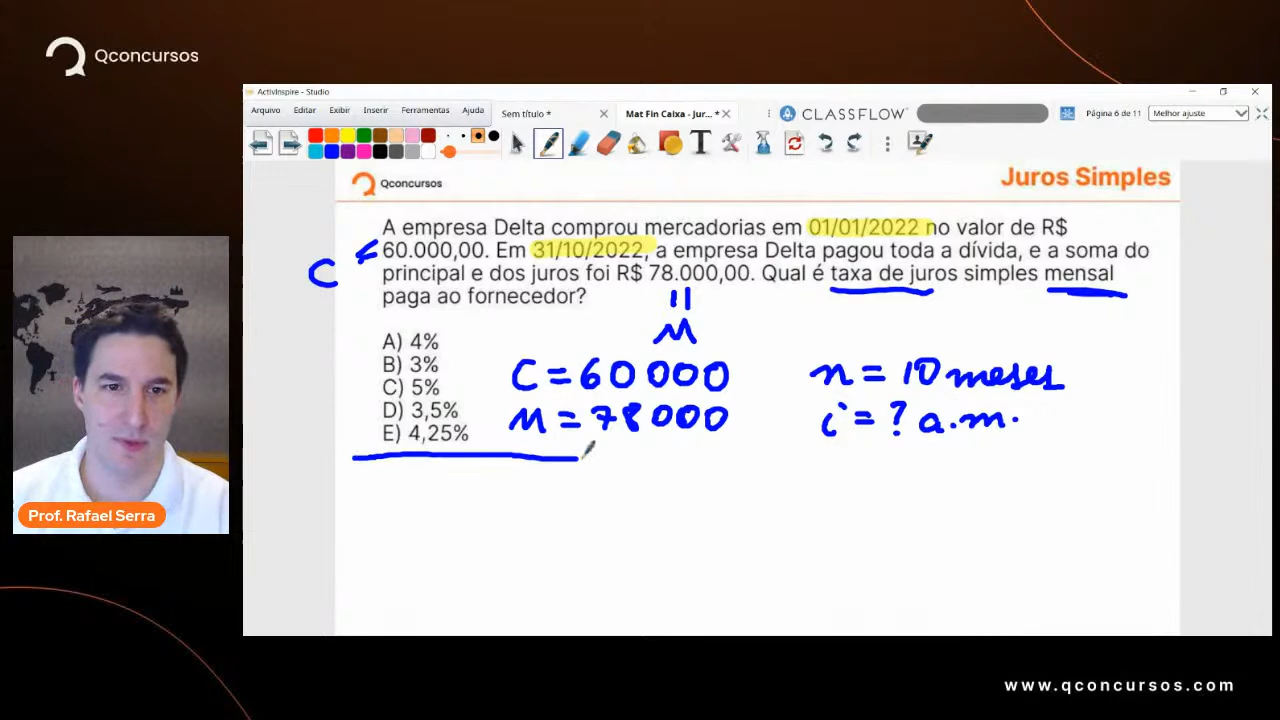 Qconcursos
ActivInspire - Studio
Arquivo Editar Exibir Inserir Ferramentas Ajuda
Sem título *
Mat Fin Caixa - Jur... *
CLASSFLOW
Página 6 de 11
Melhor ajuste
Qconcursos
Juros Simples
A empresa Delta comprou mercadorias em 01/01/2022 no valor de R$
60.000,00. Em 31/10/2022, a empresa Delta pagou toda a dívida, e a soma do
principal e dos juros foi R$ 78.000,00. Qual é taxa de juros simples mensal
paga ao fornecedor?
C
=
M
A) 4%
B) 3%
C) 5%
D) 3,5%
E) 4,25%
C = 60000
M = 78000
n = 10 meses
i = ? a.m.
Prof. Rafael Serra
www.qconcursos.com